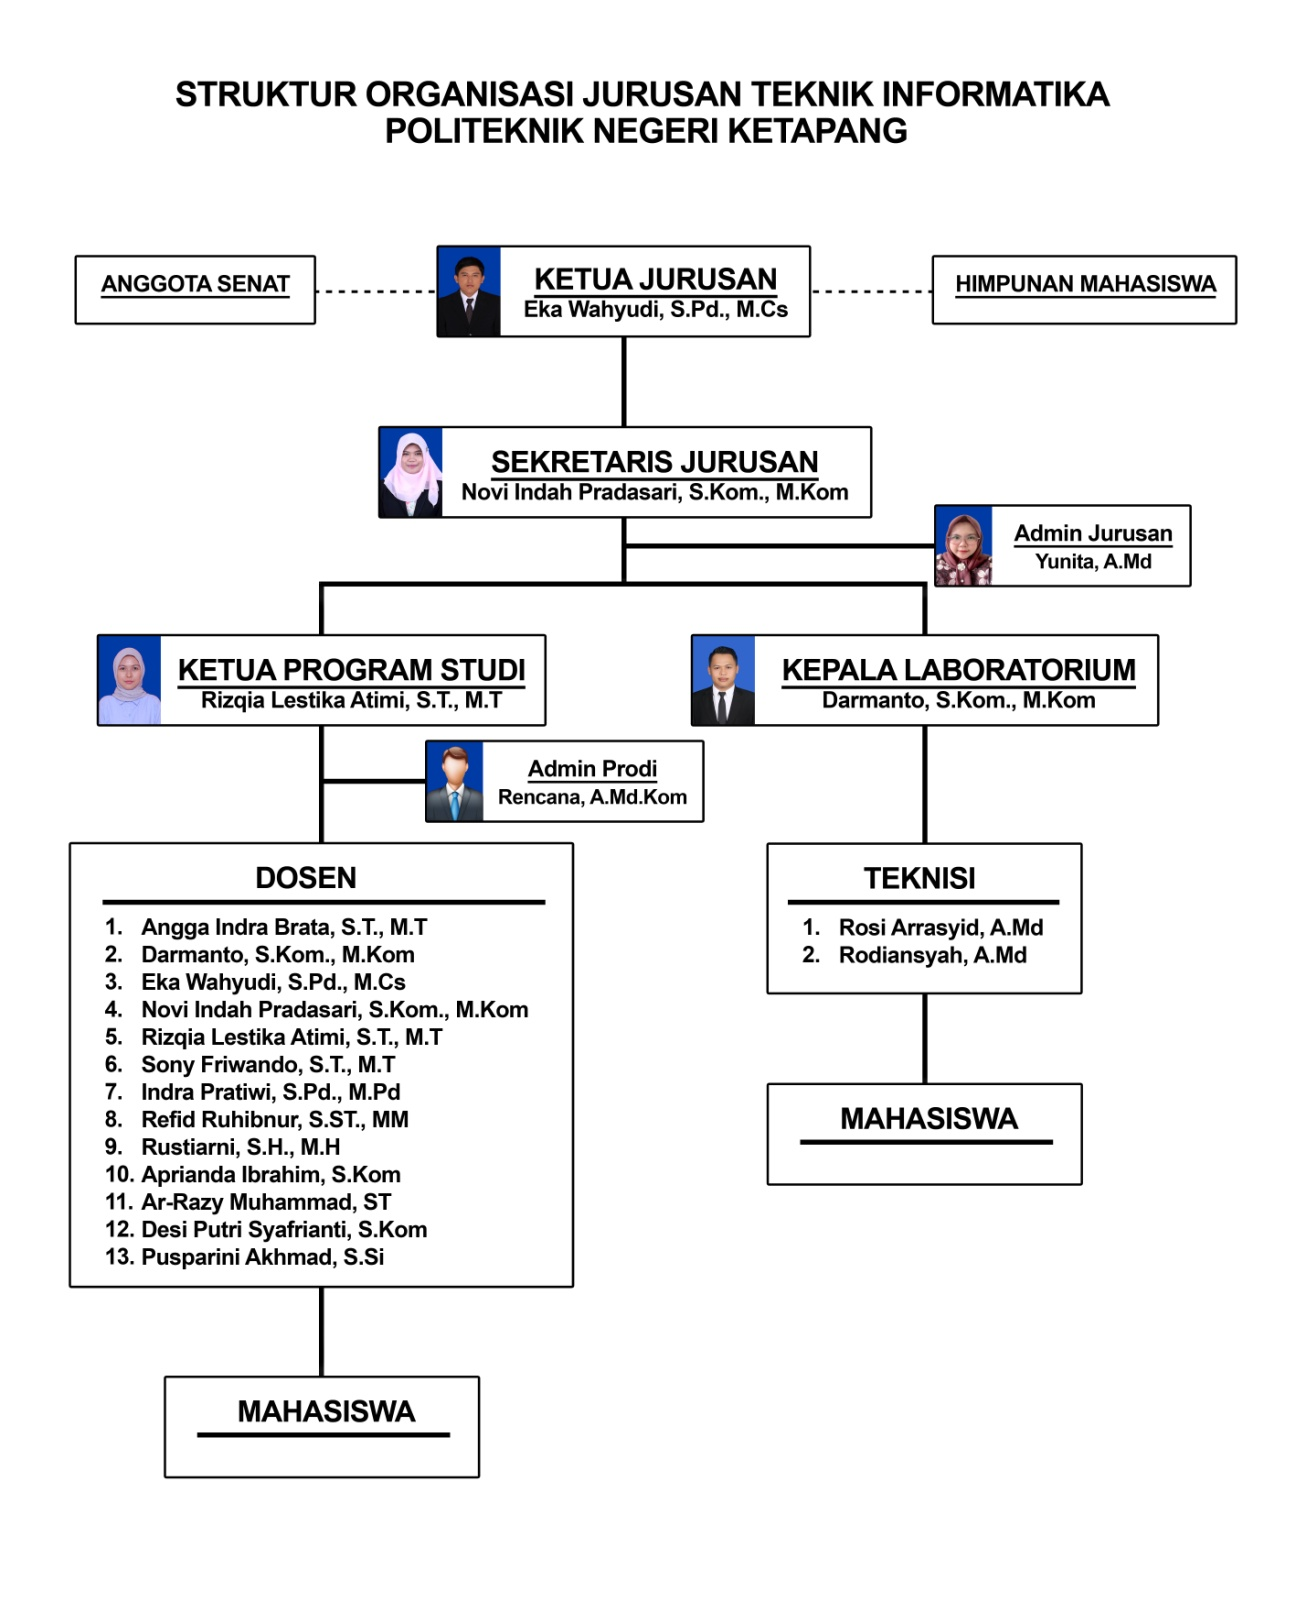 STRUKTUR ORGANISASI JURUSAN TEKNIK INFORMATIKA
POLITEKNIK NEGERI KETAPANG
ANGGOTA SENAT
KETUA JURUSAN
Eka Wahyudi, S.Pd., M.Cs
HIMPUNAN MAHASISWA
SEKRETARIS JURUSAN
Novi Indah Pradasari, S.Kom., M.Kom
Admin Jurusan
Yunita, A.Md
KETUA PROGRAM STUDI
Rizqia Lestika Atimi, S.T., M.T
KEPALA LABORATORIUM
Darmanto, S.Kom., M.Kom
Admin Prodi
Rencana, A.Md.Kom
DOSEN
1. Angga Indra Brata, S.T., M.T
2. Darmanto, S.Kom., M.Kom
3. Eka Wahyudi, S.Pd., M.Cs
4. Novi Indah Pradasari, S.Kom., M.Kom
5. Rizqia Lestika Atimi, S.T., M.T
6. Sony Friwando, S.T., M.T
7. Indra Pratiwi, S.Pd., M.Pd
8. Refid Ruhibnur, S.ST., MM
9. Rustiarni, S.H., M.H
10. Aprianda Ibrahim, S.Kom
11. Ar-Razy Muhammad, ST
12. Desi Putri Syafrianti, S.Kom
13. Pusparini Akhmad, S.Si
TEKNISI
1. Rosi Arrasyid, A.Md
2. Rodiansyah, A.Md
MAHASISWA
MAHASISWA